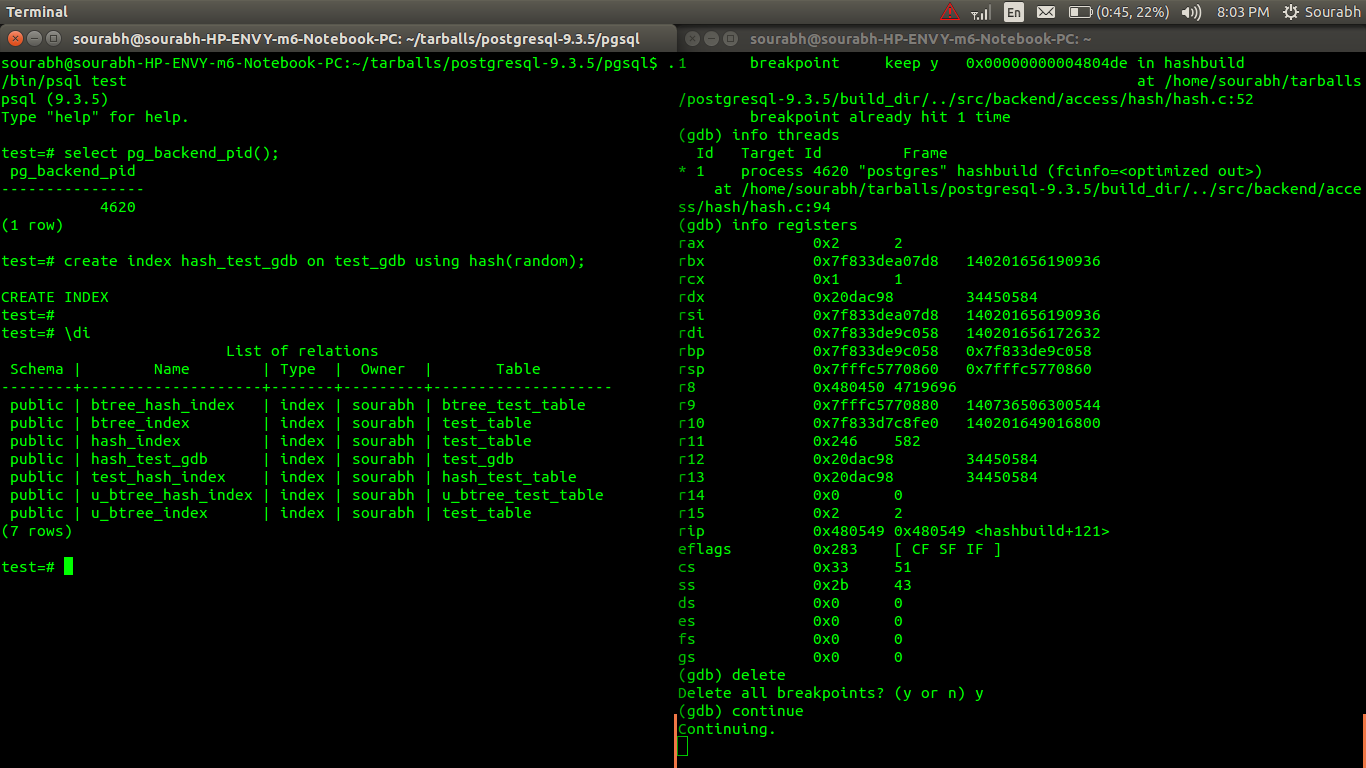 Terminal
En
(0:45, 22%)
8:03 PM
Sourabh
sourabh@sourabh-HP-ENVY-m6-Notebook-PC: ~/tarballs/postgresql-9.3.5/pgsql
sourabh@sourabh-HP-ENVY-m6-Notebook-PC:~/tarballs/postgresql-9.3.5/pgsql$ .
/bin/psql test
psql (9.3.5)
Type "help" for help.
test=# select pg_backend_pid();
 pg_backend_pid
----------------
           4620
(1 row)
test=# create index hash_test_gdb on test_gdb using hash(random);
CREATE INDEX
test=#
test=# \di
                         List of relations
 Schema |        Name        | Type  |  Owner  |       Table
--------+--------------------+-------+---------+--------------------
 public | btree_hash_index   | index | sourabh | btree_test_table
 public | btree_index        | index | sourabh | test_table
 public | hash_index         | index | sourabh | test_table
 public | hash_test_gdb      | index | sourabh | test_gdb
 public | test_hash_index    | index | sourabh | hash_test_table
 public | u_btree_hash_index | index | sourabh | u_btree_test_table
 public | u_btree_index      | index | sourabh | test_table
(7 rows)
test=#
sourabh@sourabh-HP-ENVY-m6-Notebook-PC: ~
1       breakpoint     keep y   0x00000000004804de in hashbuild
                                                   at /home/sourabh/tarballs
/postgresql-9.3.5/build_dir/../src/backend/access/hash/hash.c:52
        breakpoint already hit 1 time
(gdb) info threads
  Id   Target Id         Frame
* 1    process 4620 "postgres" hashbuild (fcinfo=<optimized out>)
    at /home/sourabh/tarballs/postgresql-9.3.5/build_dir/../src/backend/acce
ss/hash/hash.c:94
(gdb) info registers
rax            0x2      2
rbx            0x7f833dea07d8   140201656190936
rcx            0x1      1
rdx            0x20dac98        34450584
rsi            0x7f833dea07d8   140201656190936
rdi            0x7f833de9c058   140201656172632
rbp            0x7f833de9c058   0x7f833de9c058
rsp            0x7fffc5770860   0x7fffc5770860
r8             0x480450 4719696
r9             0x7fffc5770880   140736506300544
r10            0x7f833d7c8fe0   140201649016800
r11            0x246    582
r12            0x20dac98        34450584
r13            0x20dac98        34450584
r14            0x0      0
r15            0x2      2
rip            0x480549 0x480549 <hashbuild+121>
eflags         0x283    [ CF SF IF ]
cs             0x33     51
ss             0x2b     43
ds             0x0      0
es             0x0      0
fs             0x0      0
gs             0x0      0
(gdb) delete
Delete all breakpoints? (y or n) y
(gdb) continue
Continuing.